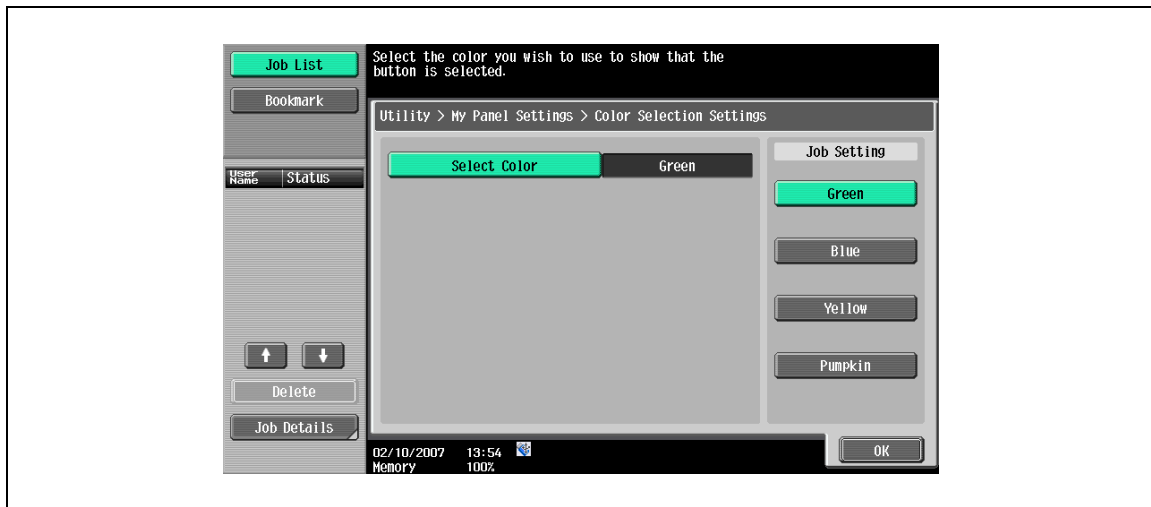 Job List
Bookmark
User Name
Status
Delete
Job Details
Select the color you wish to use to show that the
button is selected.
Utility > My Panel Settings > Color Selection Settings
Select Color
Green
Job Setting
Green
Blue
Yellow
Pumpkin
02/10/2007 13:54
Memory 100%
OK